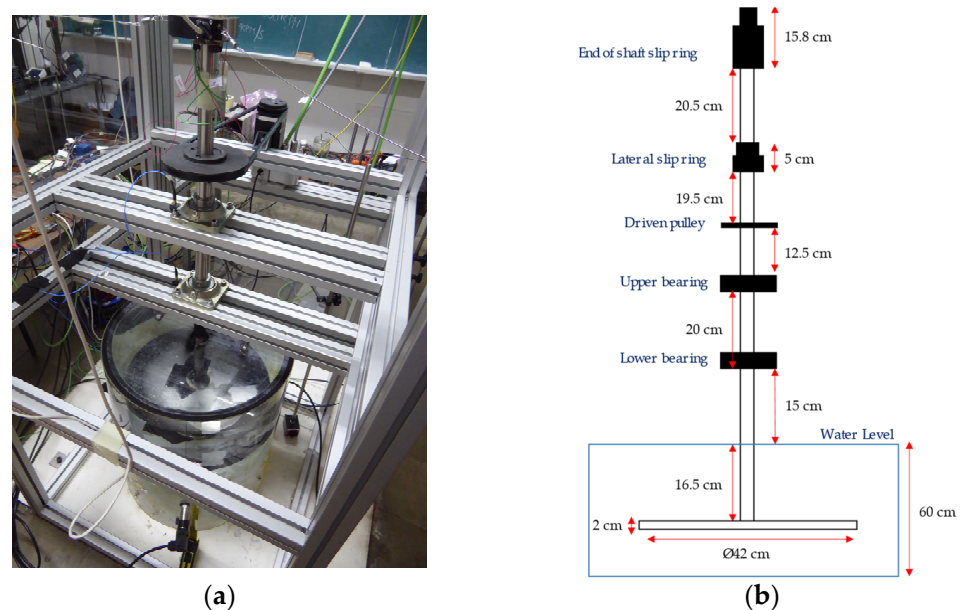 End of shaft slip ring
15.8 cm
20.5 cm
Lateral slip ring
5 cm
19.5 cm
Driven pulley
12.5 cm
Upper bearing
20 cm
Lower bearing
15 cm
Water Level
16.5 cm
60 cm
2 cm
Ø42 cm
(a)
(b)